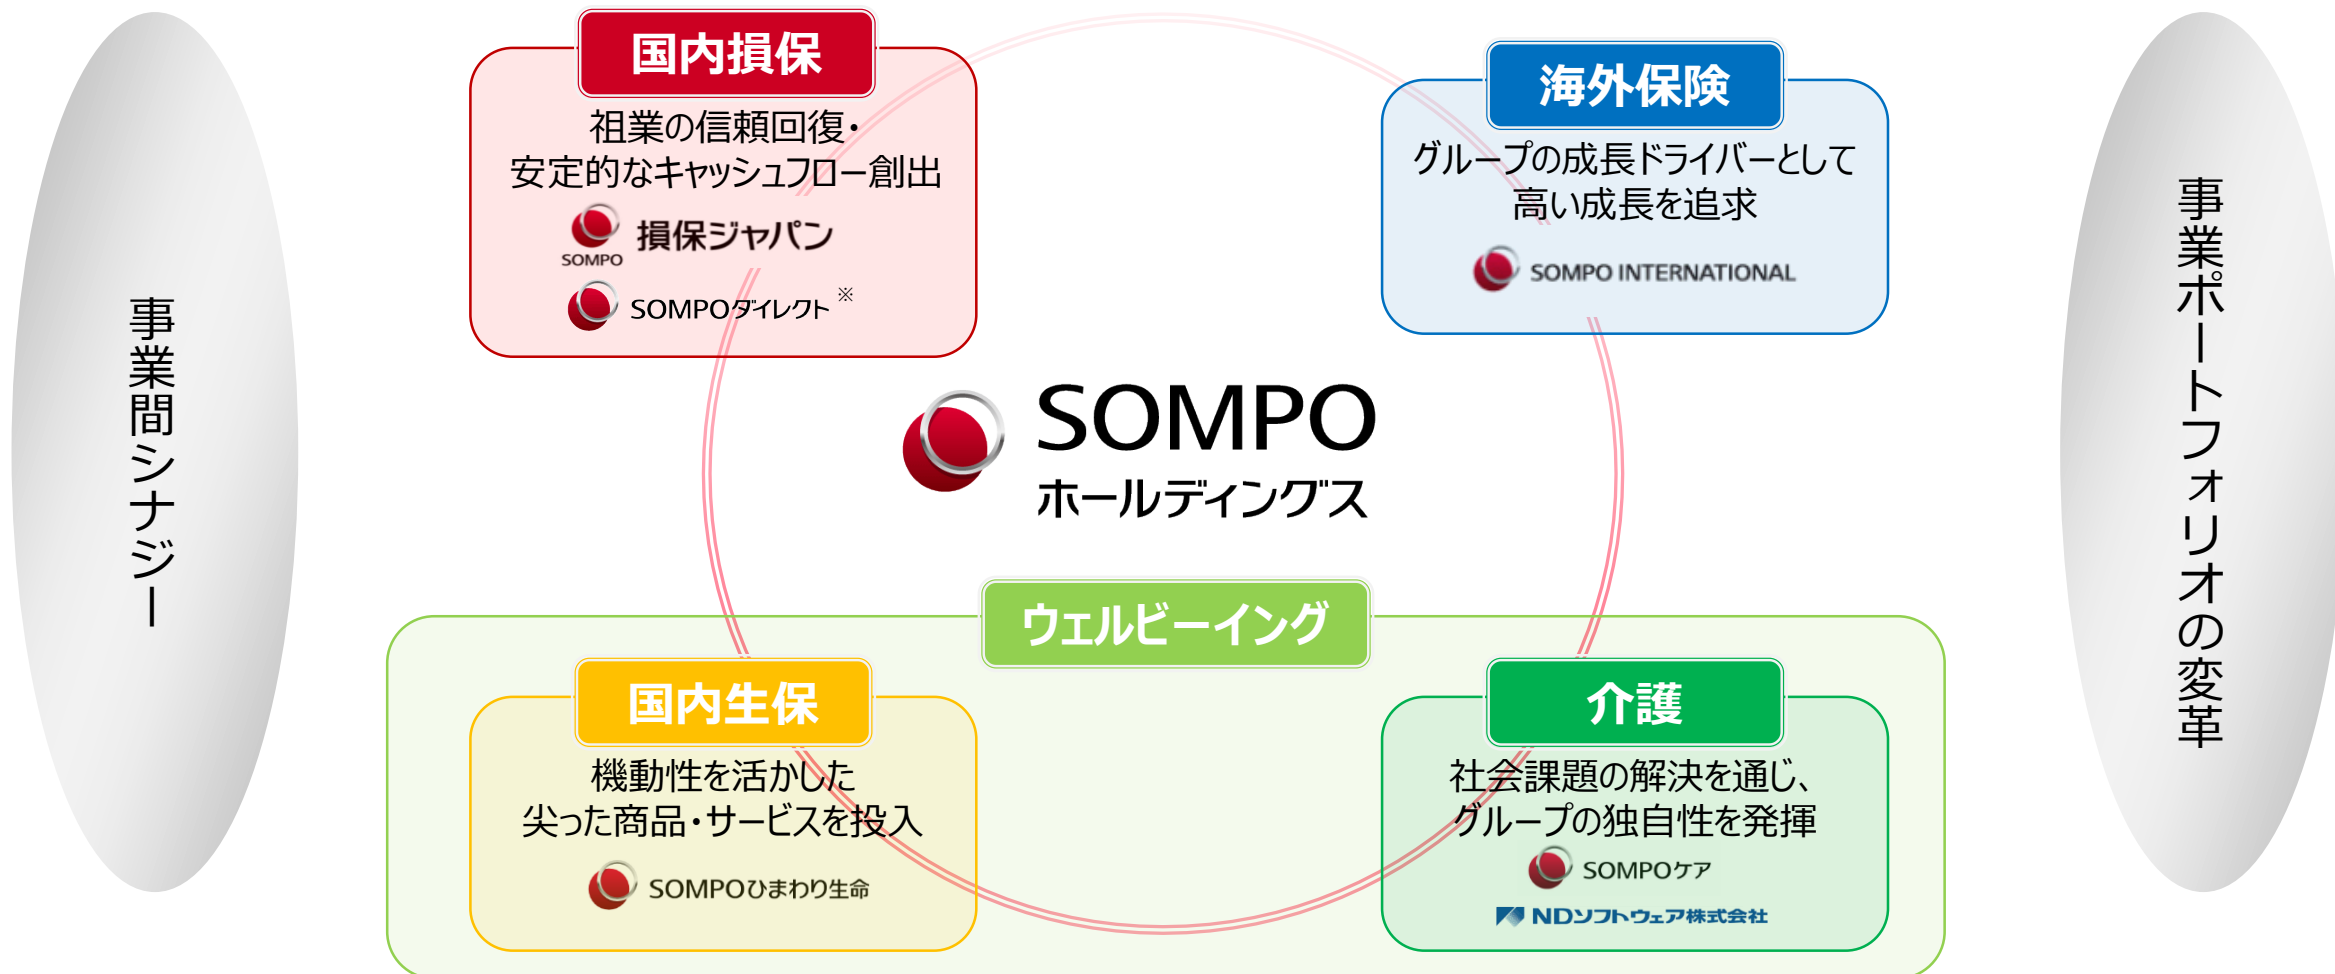 事業間シナジー
国内損保
祖業の信頼回復・
安定的なキャッシュフロー創出
SOMPO 損保ジャパン
SOMPOダイレクト※
海外保険
グループの成長ドライバーとして
高い成長を追求
SOMPO INTERNATIONAL
SOMPO
ホールディングス
ウェルビーイング
国内生保
機動性を活かした
尖った商品・サービスを投入
SOMPOひまわり生命
介護
社会課題の解決を通じ、
グループの独自性を発揮
SOMPOケア
NDソフトウェア株式会社
事業ポートフォリオの変革